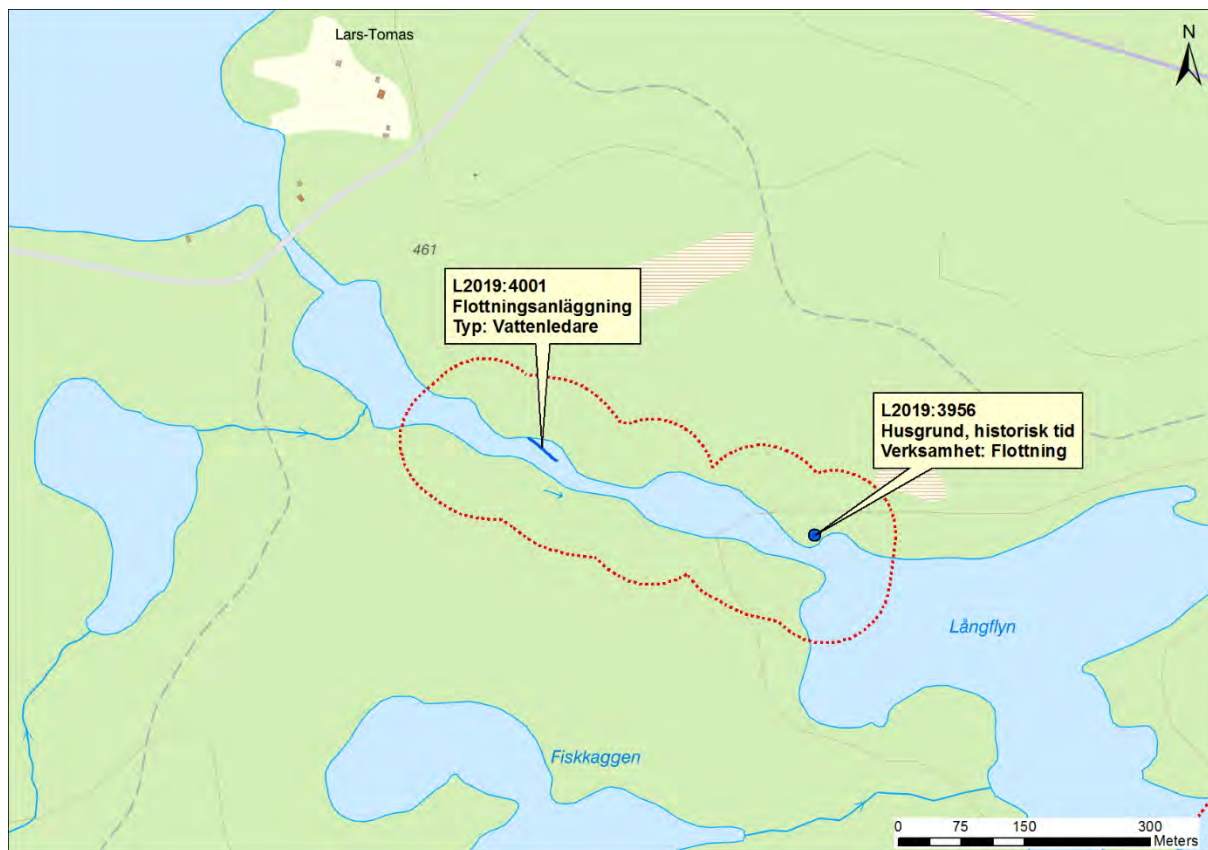 Lars-Tomas
N
461
L2019:4001
Flottningsanläggning
Typ: Vattenledare
L2019:3956
Husgrund, historisk tid
Verksamhet: Flottning
Långflyn
Fiskkaggen
0 75 150 300
Meters